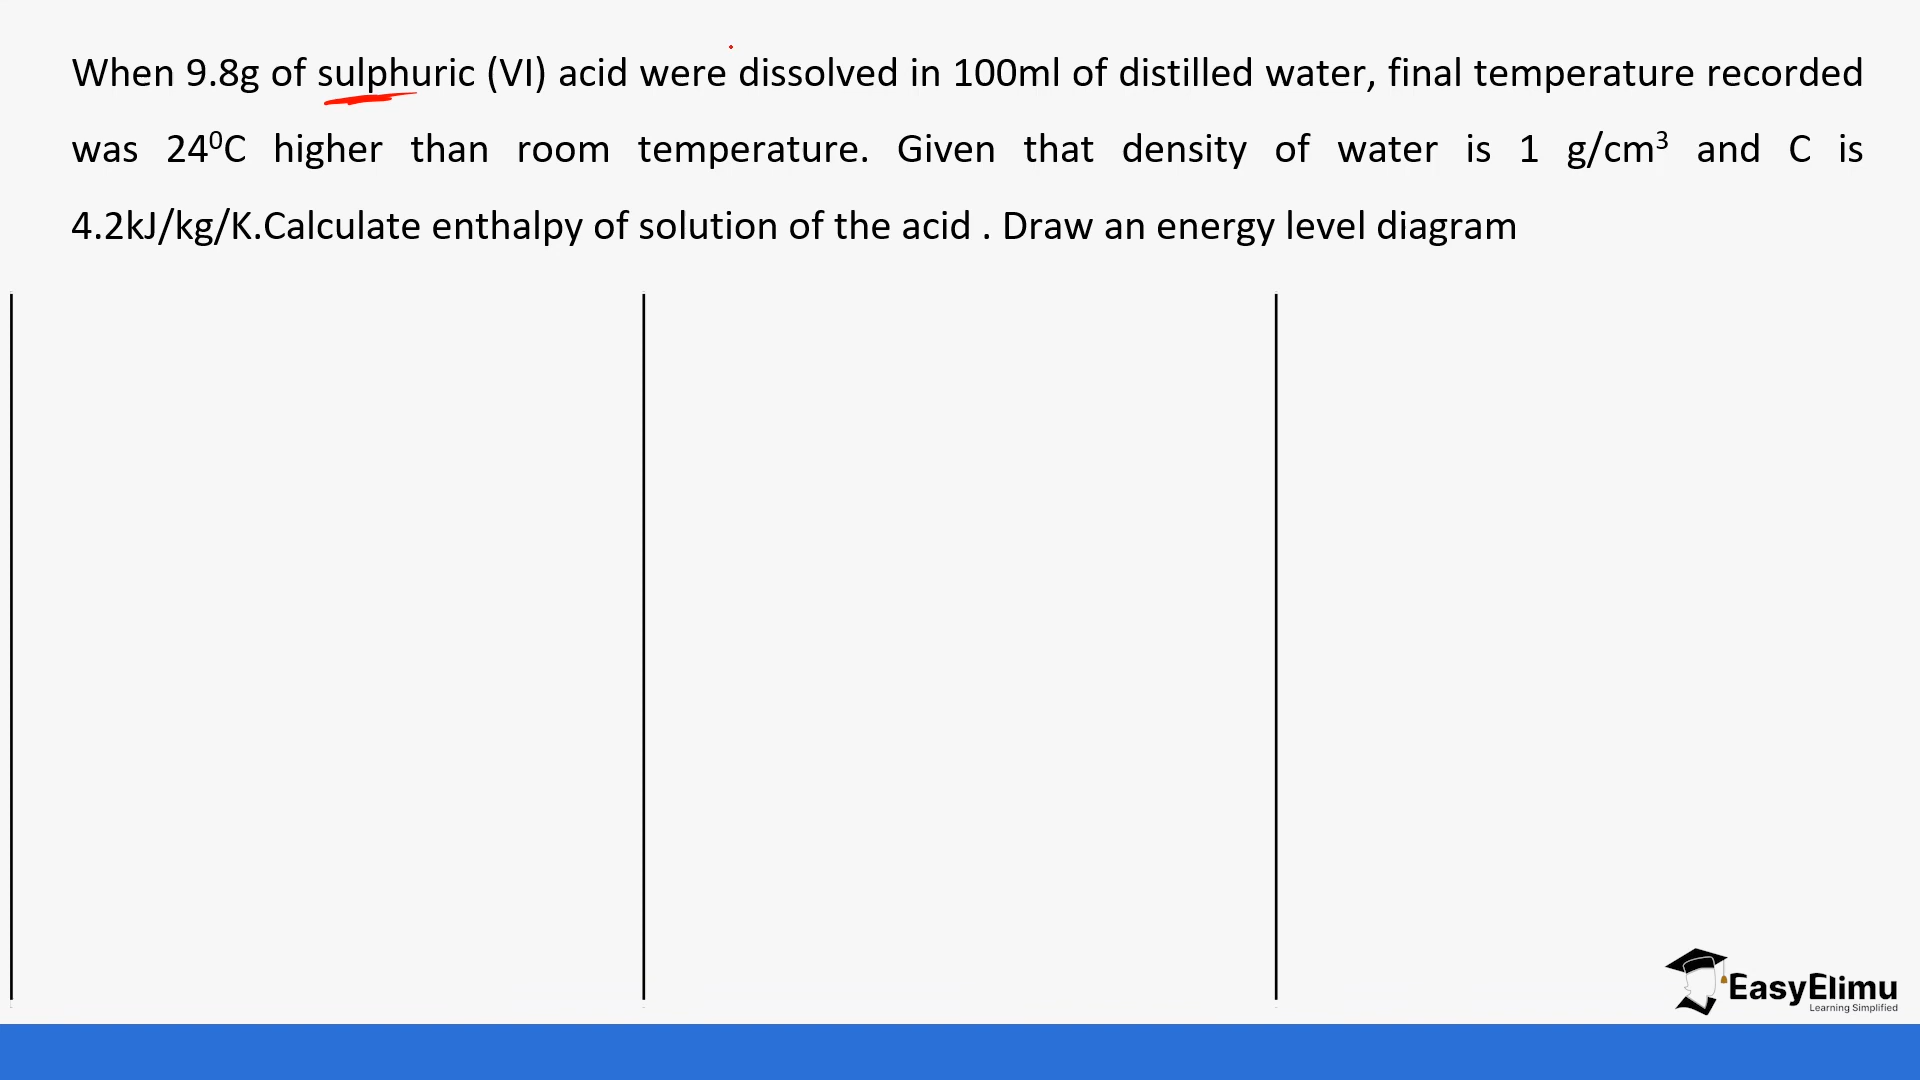 When 9.8g of sulphuric (VI) acid were dissolved in 100ml of distilled water, final temperature recorded
was 24⁰C higher than room temperature. Given that density of water is 1 g/cm³ and C is
4.2kJ/kg/K.Calculate enthalpy of solution of the acid . Draw an energy level diagram
EasyElimu
Learning Simplified